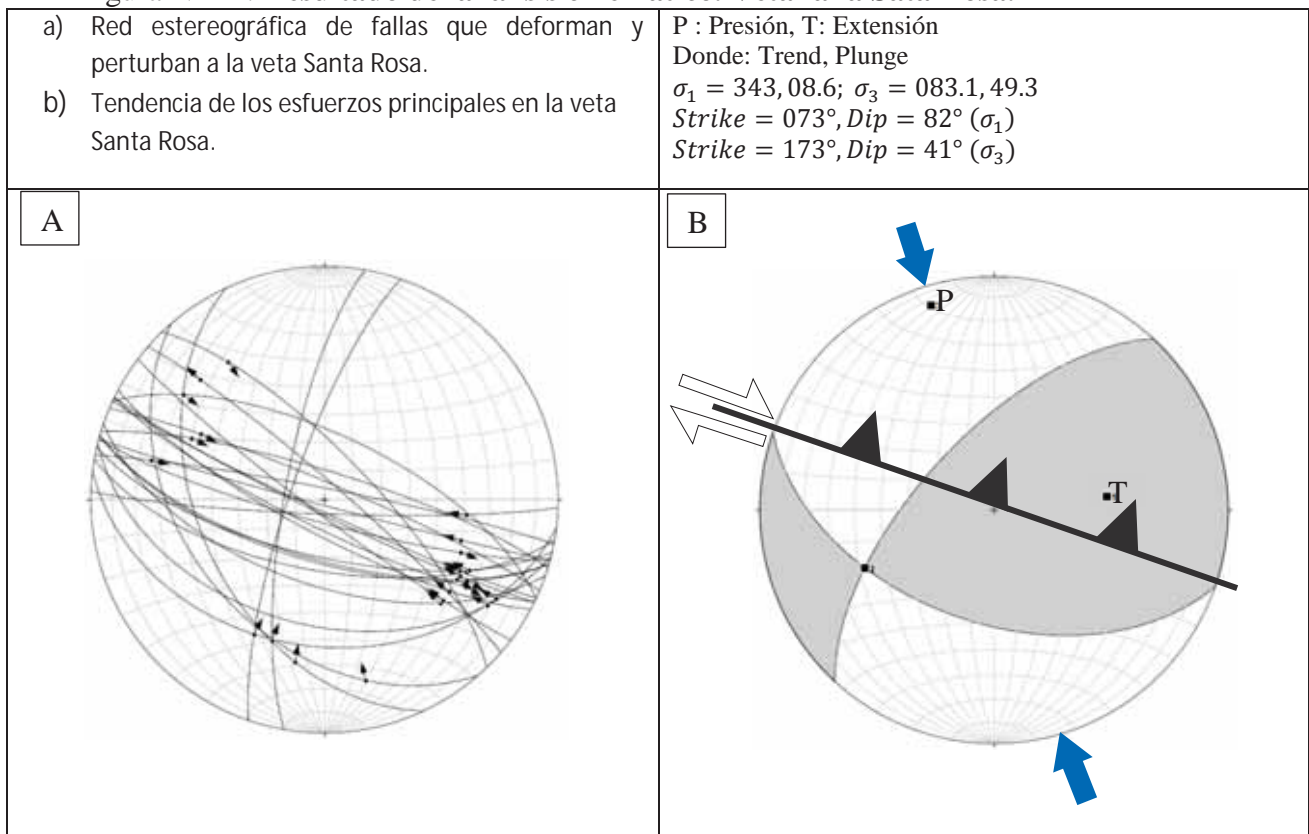 a) Red estereográfica de fallas que deforman y
perturban a la veta Santa Rosa.
b) Tendencia de los esfuerzos principales en la veta
Santa Rosa.
P : Presión, T: Extensión
Donde: Trend, Plunge
𝜎₁ = 343, 08.6; 𝜎₃ = 083.1, 49.3
Strike = 073°, Dip = 82° (𝜎₁)
Strike = 173°, Dip = 41° (𝜎₃)
A
B
P
T